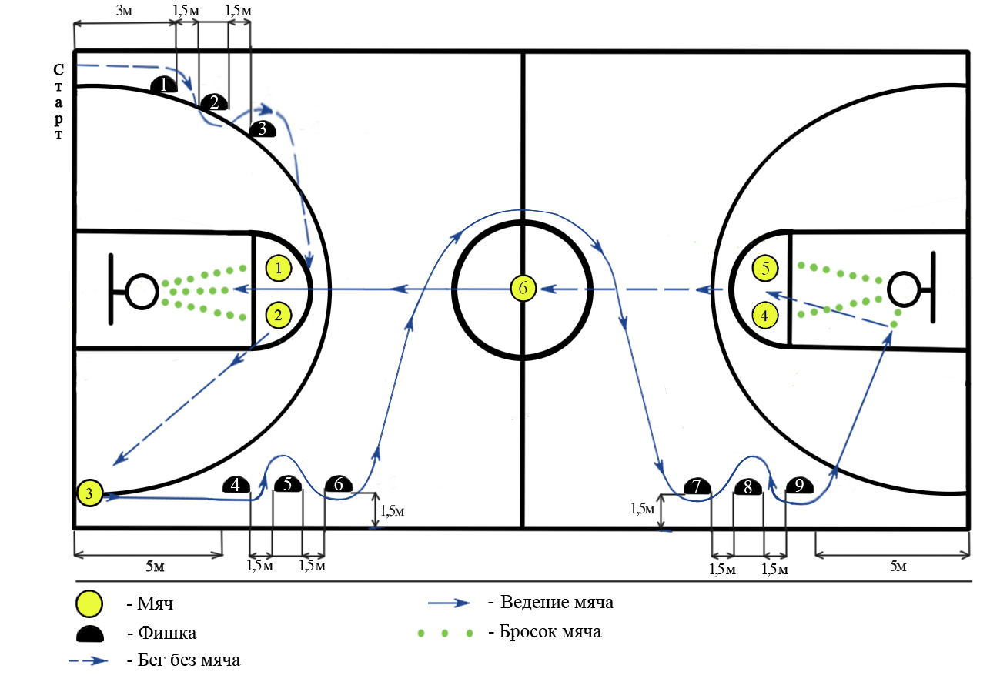 3м
1,5м
1,5м
Старт
1
2
3
1
2
6
5
4
3
4
5
6
7
8
9
1,5м
1,5м
5м
1,5м
1,5м
1,5м
1,5м
5м
- Мяч
- Фишка
- Бег без мяча
- Ведение мяча
- Бросок мяча